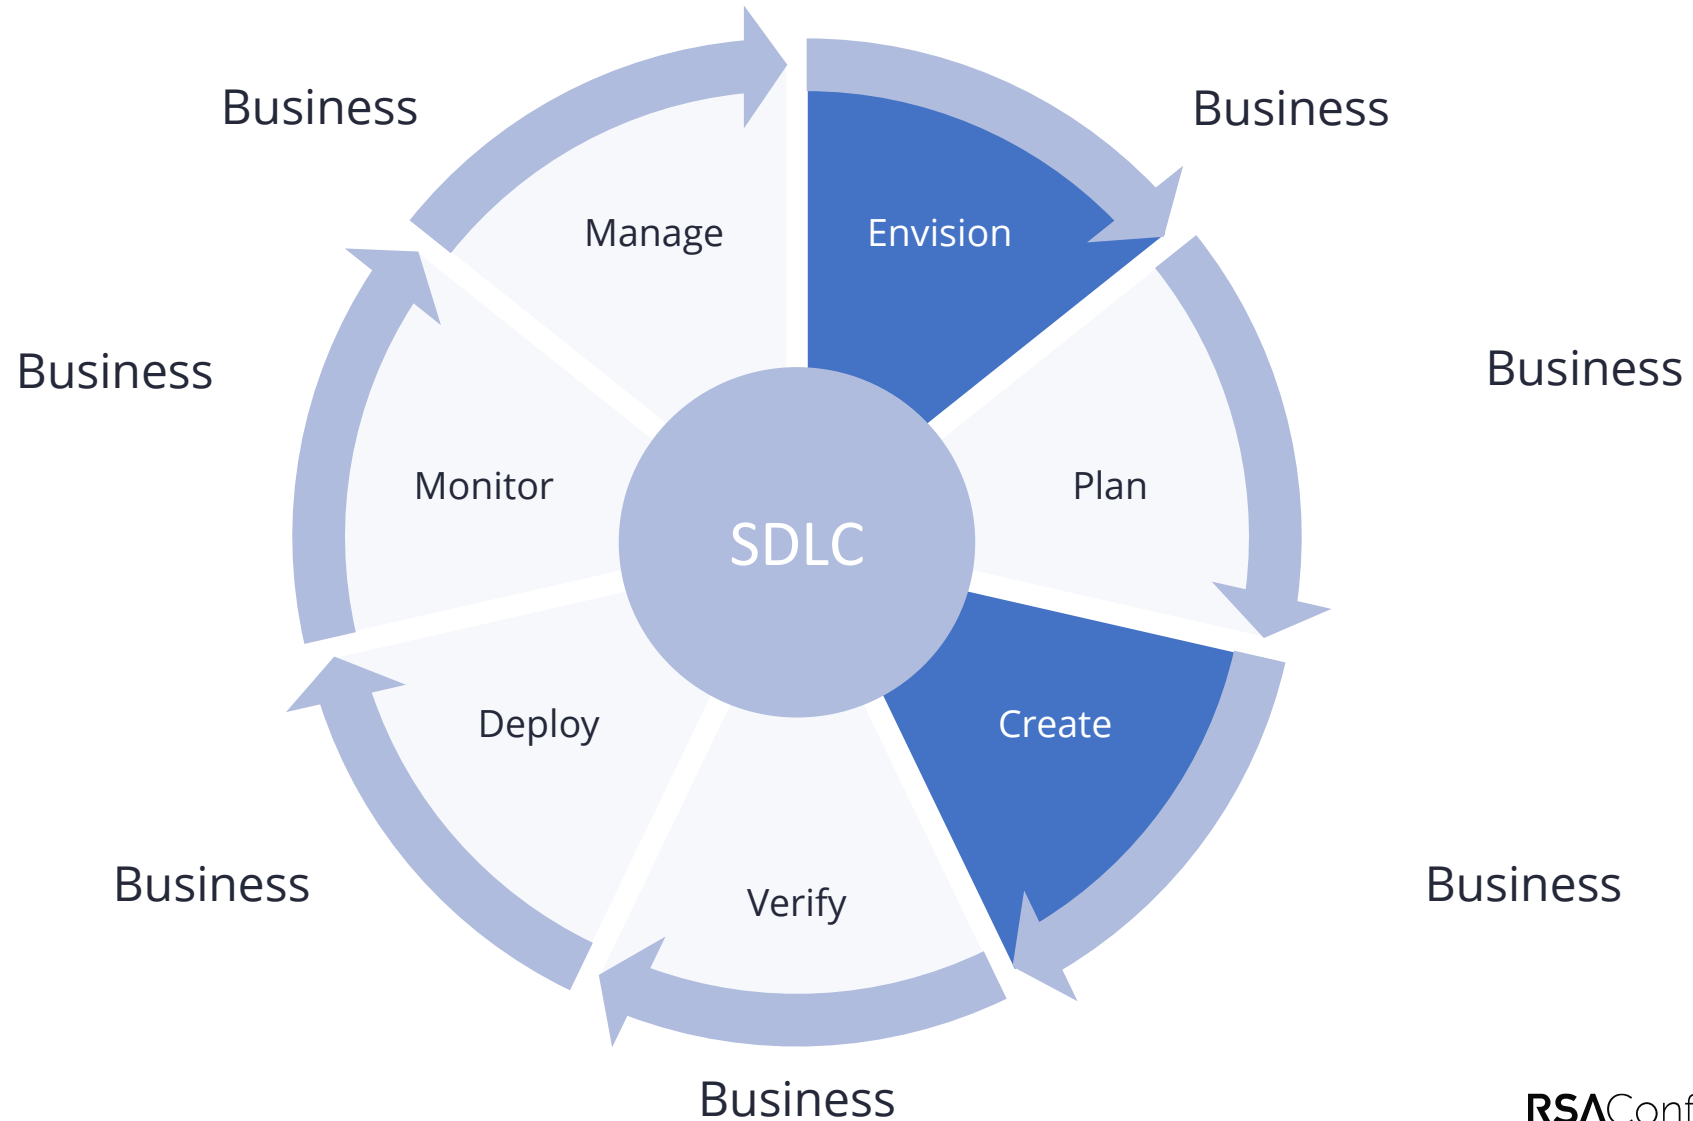 Business
Business
Manage
Envision
Business
Business
Monitor
Plan
SDLC
Deploy
Create
Business
Business
Verify
Business
RSAConf